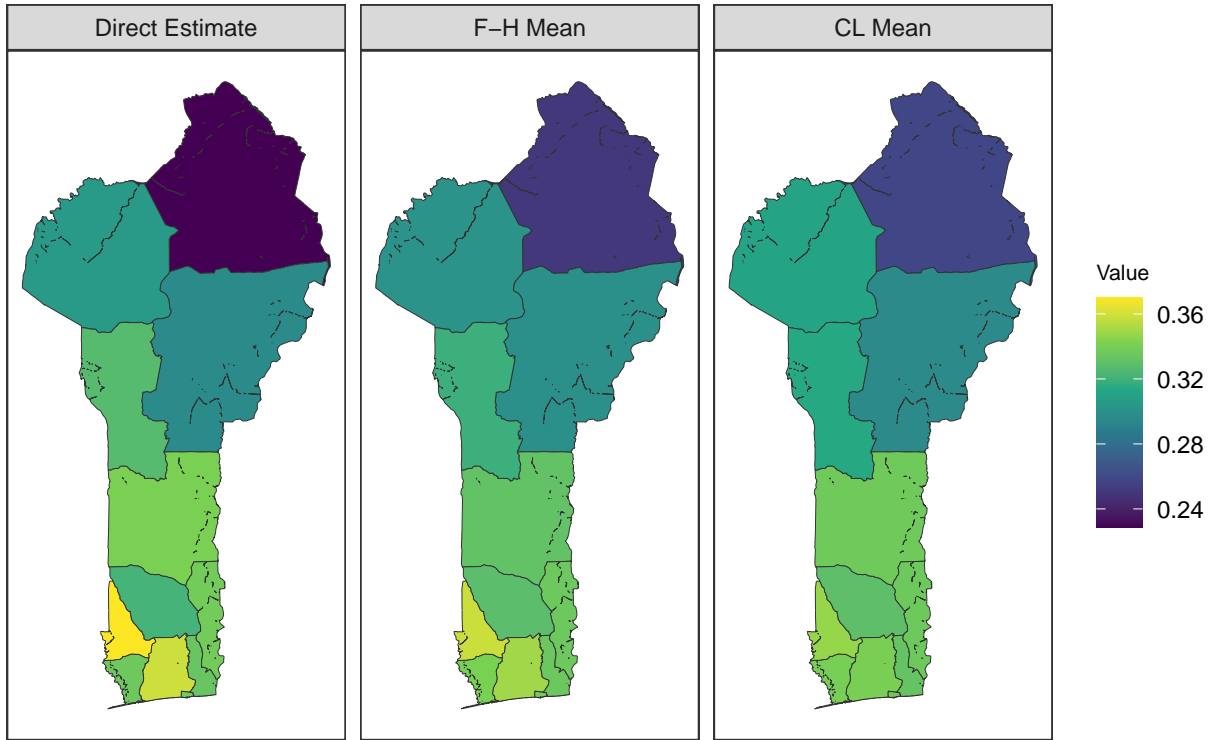 Direct Estimate
F−H Mean
CL Mean
Value
0.36
0.32
0.28
0.24